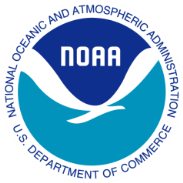 NATIONAL OCEANIC AND ATMOSPHERIC ADMINISTRATION
NOAA
U.S. DEPARTMENT OF COMMERCE